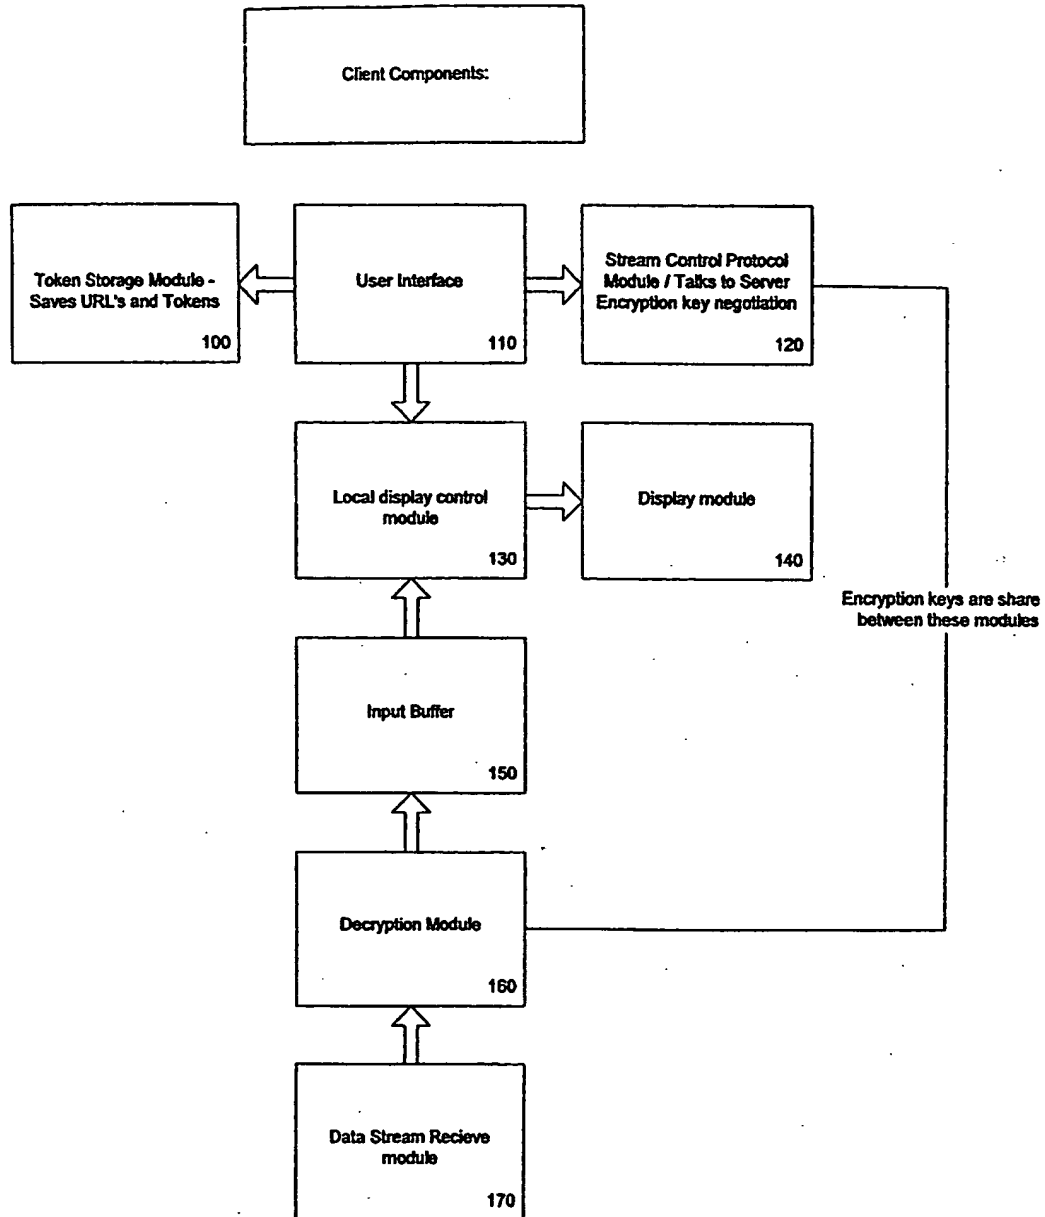 Client Components:
Token Storage Module -
Saves URL's and Tokens
100
User Interface
110
Stream Control Protocol
Module / Talks to Server
Encryption key negotiation
120
Local display control
module
130
Display module
140
Encryption keys are share
between these modules
Input Buffer
150
Decryption Module
160
Data Stream Recieve
module
170